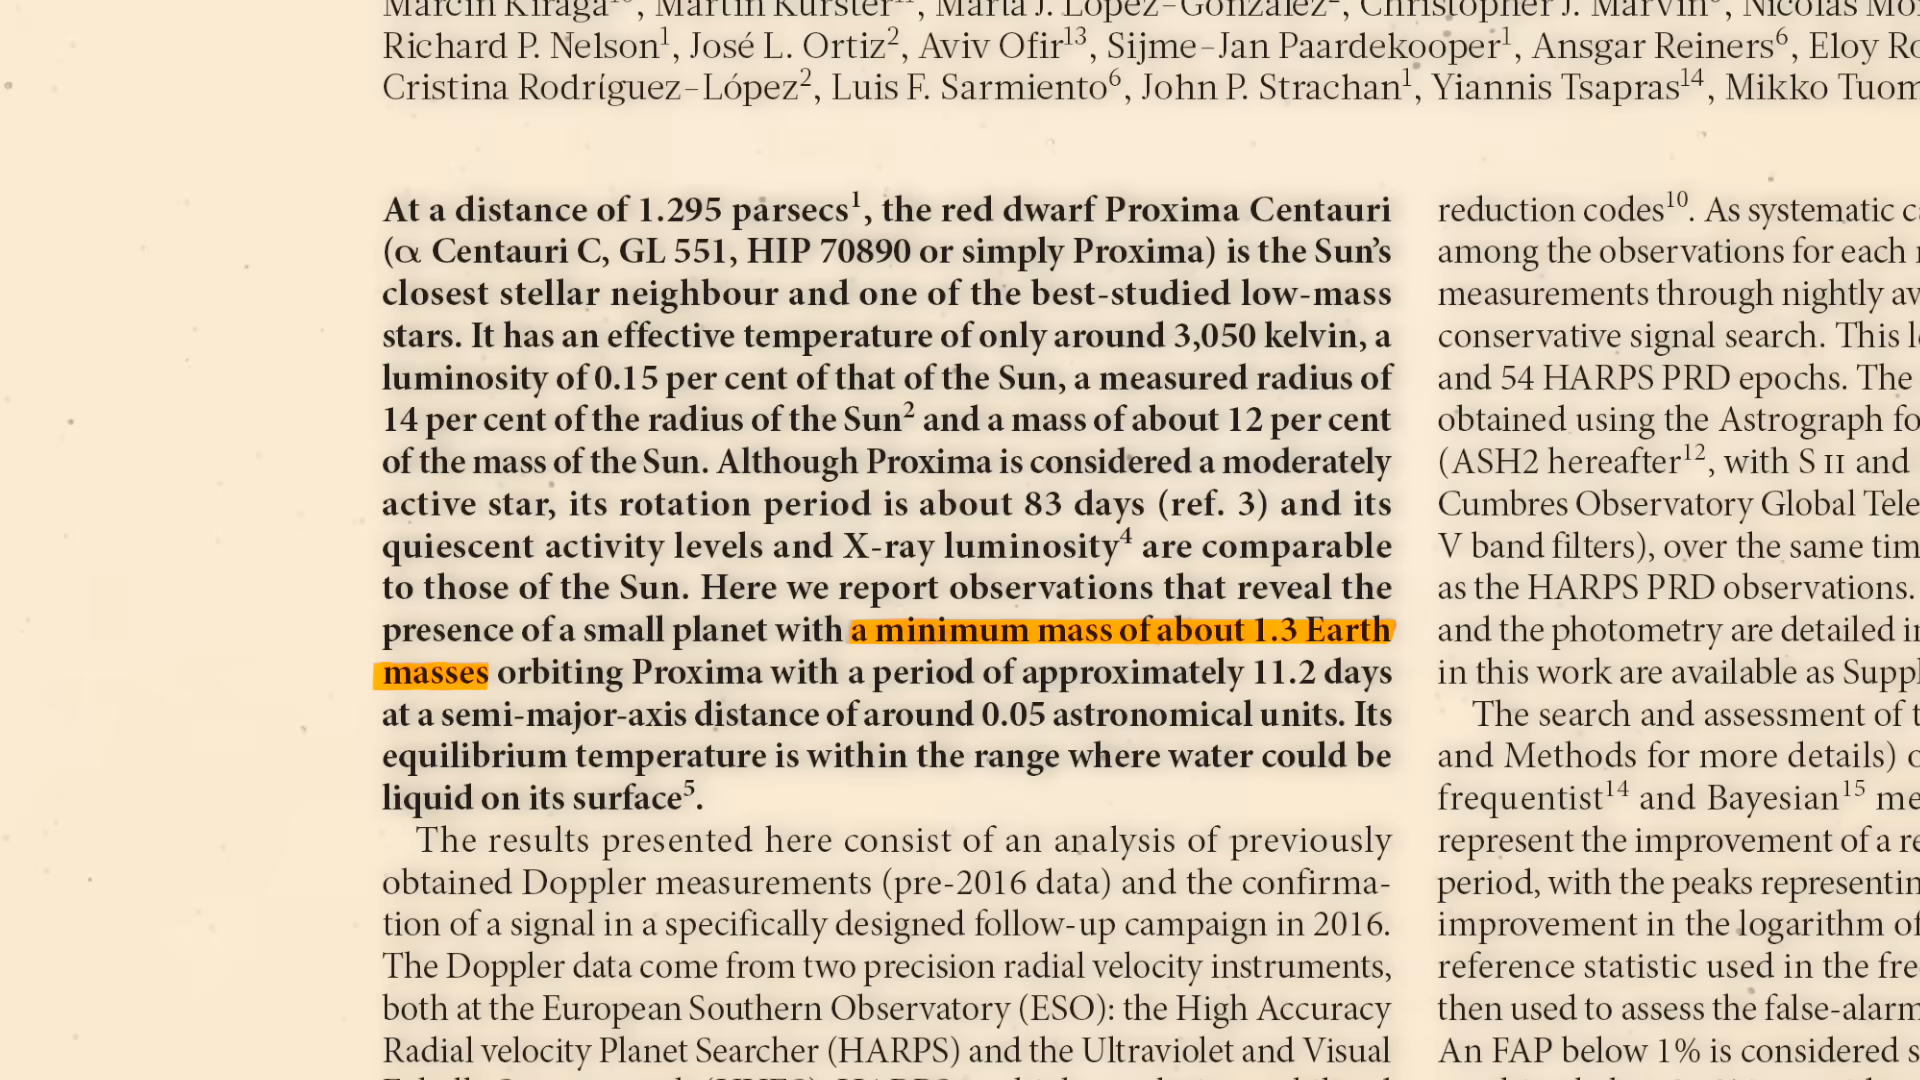 Marcin Kiraga
Martin Kürster
María J. López-González
Christopher J. Marvin
Richard P. Nelson¹, José L. Ortiz², Aviv Ofir¹³, Sijme-Jan Paardekooper¹, Ansgar Reiners⁶, Eloy
Cristina Rodríguez-López², Luis F. Sarmiento⁶, John P. Strachan¹, Yiannis Tsapras¹⁴, Mikko
At a distance of 1.295 parsecs¹, the red dwarf Proxima Centauri
(α Centauri C, GL 551, HIP 70890 or simply Proxima) is the Sun’s
closest stellar neighbour and one of the best-studied low-mass
stars. It has an effective temperature of only around 3,050 kelvin, a
luminosity of 0.15 per cent of that of the Sun, a measured radius of
14 per cent of the radius of the Sun² and a mass of about 12 per cent
of the mass of the Sun. Although Proxima is considered a moderately
active star, its rotation period is about 83 days (ref. 3) and its
quiescent activity levels and X-ray luminosity⁴ are comparable
to those of the Sun. Here we report observations that reveal the
presence of a small planet with a minimum mass of about 1.3 Earth
masses orbiting Proxima with a period of approximately 11.2 days
at a semi-major-axis distance of around 0.05 astronomical units. Its
equilibrium temperature is within the range where water could be
liquid on its surface⁵.
The results presented here consist of an analysis of previously
obtained Doppler measurements (pre-2016 data) and the confirma-
tion of a signal in a specifically designed follow-up campaign in 2016.
The Doppler data come from two precision radial velocity instruments,
both at the European Southern Observatory (ESO): the High Accuracy
Radial velocity Planet Searcher (HARPS) and the Ultraviolet and Visual
reduction codes¹⁰. As systematic
among the observations for each
measurements through nightly
conservative signal search. This
and 54 HARPS PRD epochs. The
obtained using the Astrograph
(ASH2 hereafter¹², with S II and
Cumbres Observatory Global
V band filters), over the same
as the HARPS PRD observations.
and the photometry are detailed
in this work are available as
The search and assessment of
and Methods for more details)
frequentist¹⁴ and Bayesian¹⁵
represent the improvement of a
period, with the peaks
improvement in the logarithm of
reference statistic used in the
then used to assess the
An FAP below 1% is considered